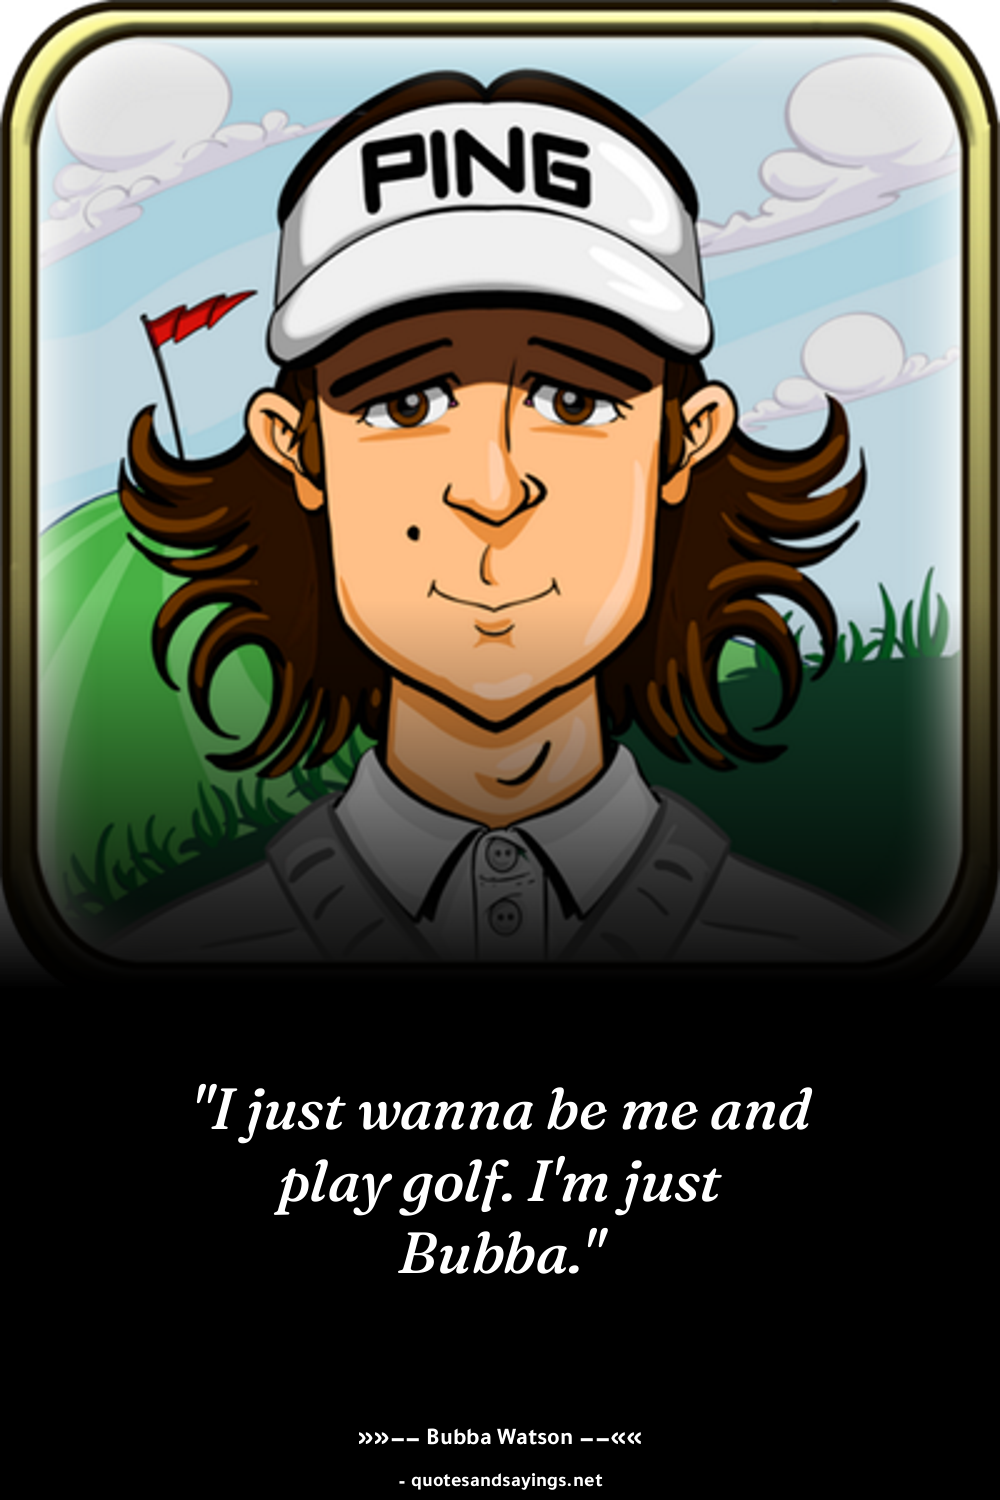 PING
"I just wanna be me and
play golf. I'm just
Bubba."
»»–– Bubba Watson ––««
- quotesandsayings.net